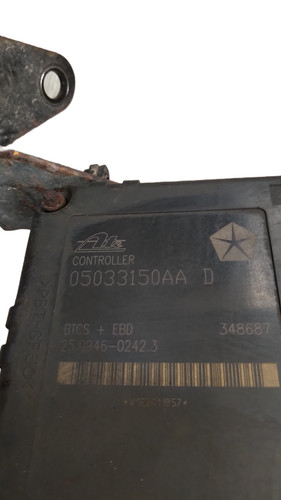 Ate
CONTROLLER
05033150AA D
BTCS + EBD 348687
25.0946-0242.3